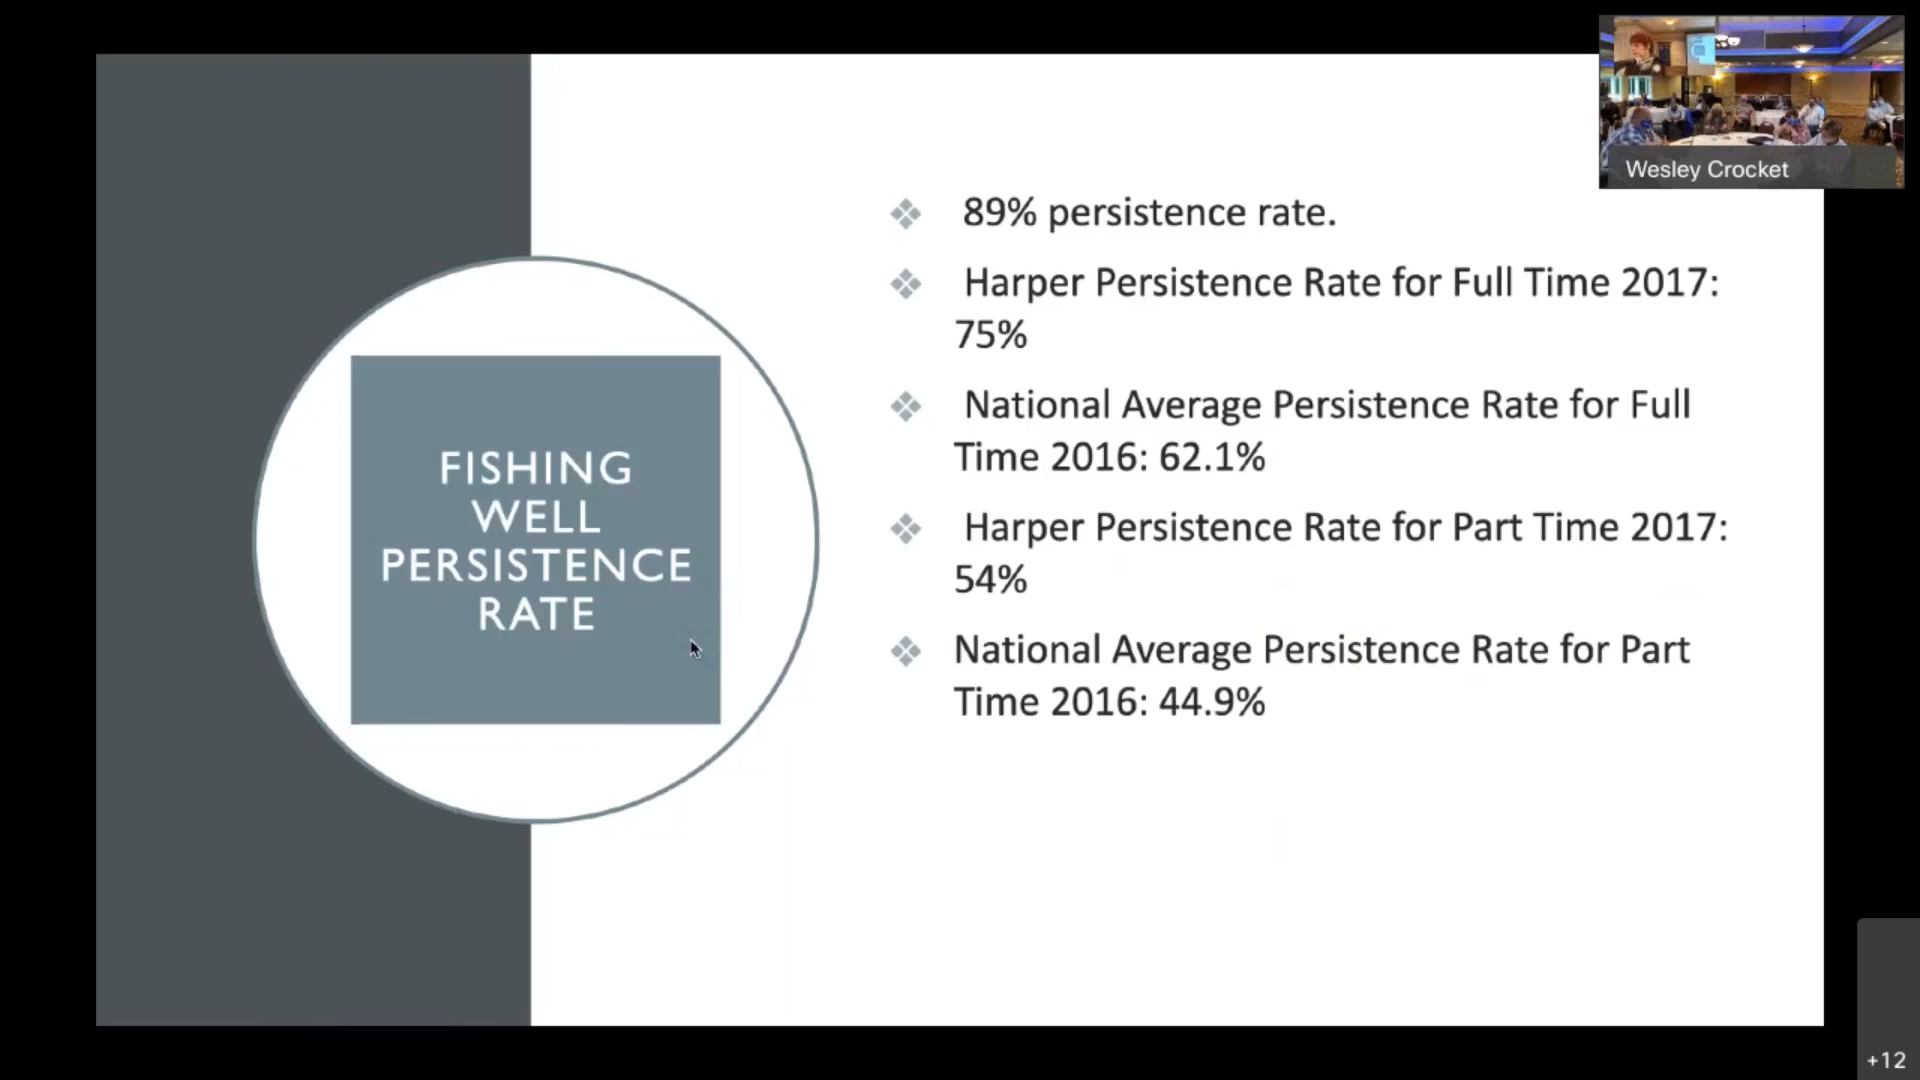 FISHING
WELL
PERSISTENCE
RATE
89% persistence rate.
Harper Persistence Rate for Full Time 2017:
75%
National Average Persistence Rate for Full
Time 2016: 62.1%
Harper Persistence Rate for Part Time 2017:
54%
National Average Persistence Rate for Part
Time 2016: 44.9%
Wesley Crocket
+12